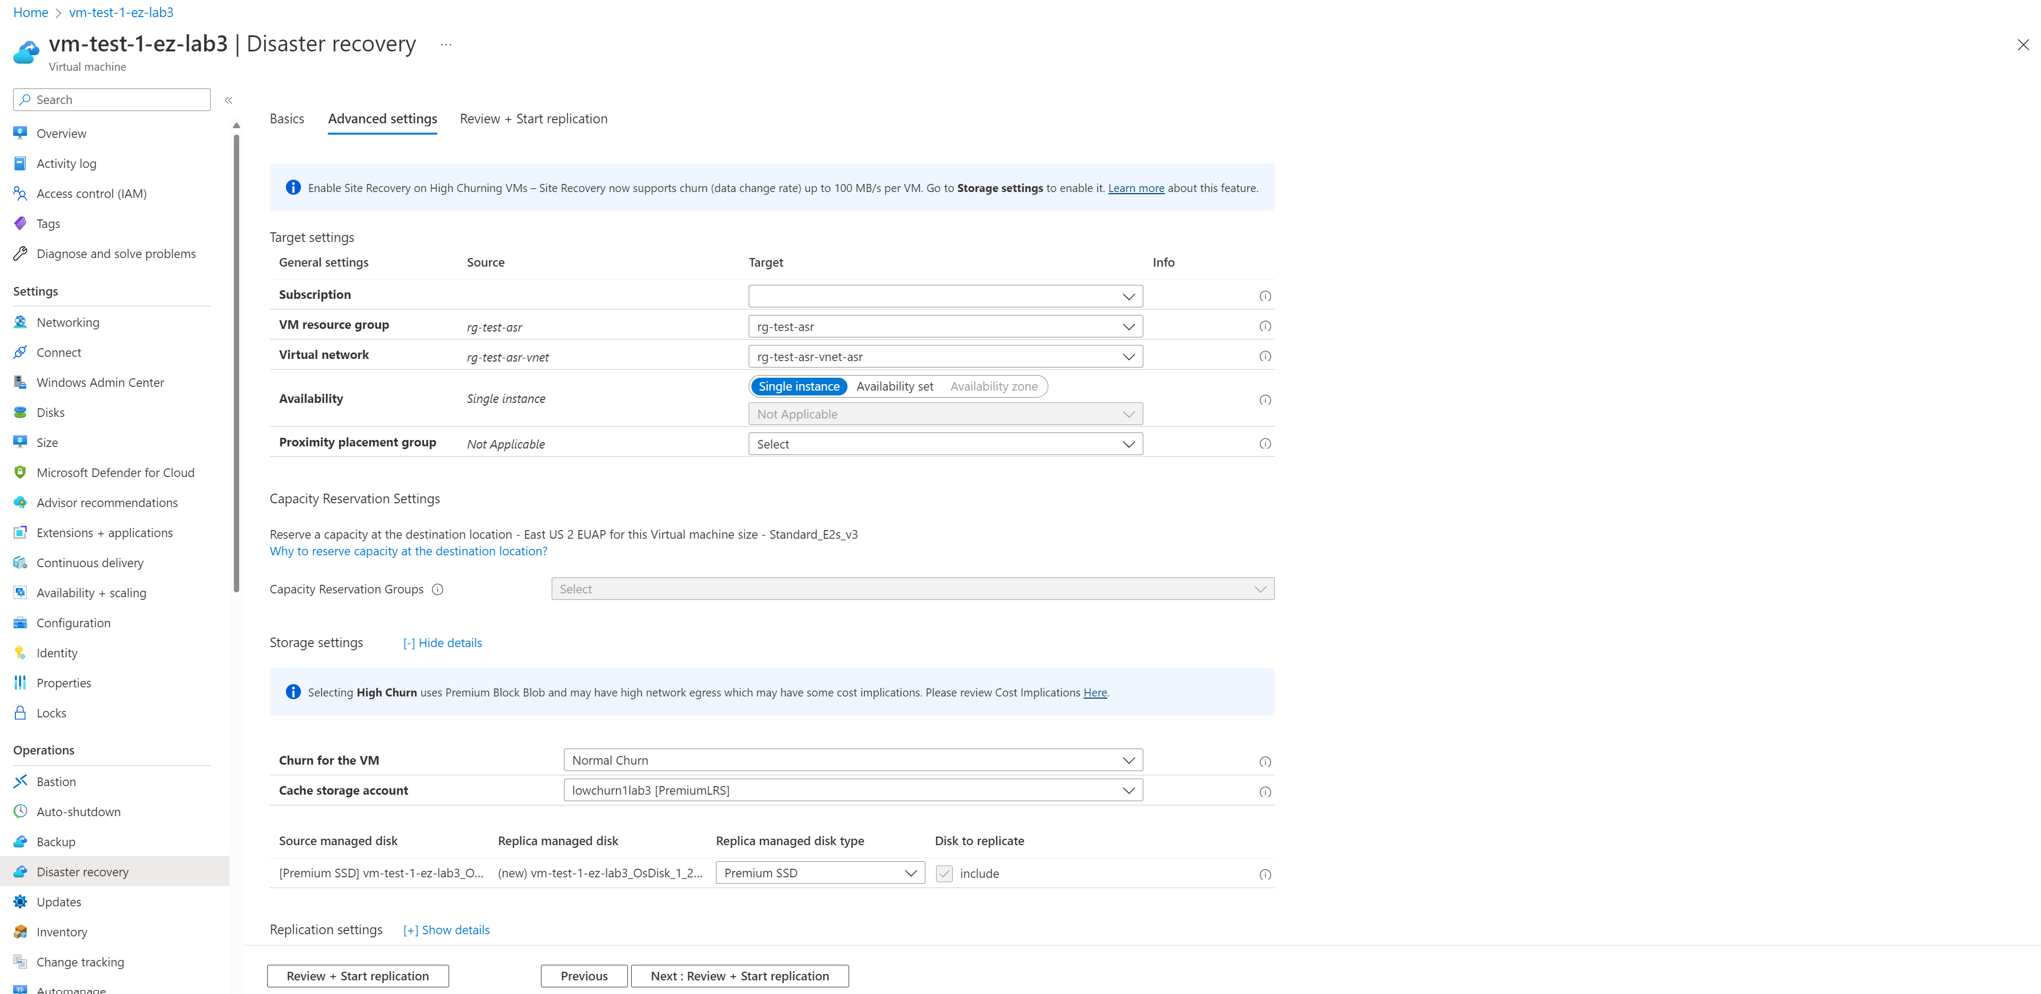 Home > vm-test-1-ez-lab3
vm-test-1-ez-lab3 | Disaster recovery ...
Virtual machine
Search
Overview
Activity log
Access control (IAM)
Tags
Diagnose and solve problems
Settings
Networking
Connect
Windows Admin Center
Disks
Size
Microsoft Defender for Cloud
Advisor recommendations
Extensions + applications
Continuous delivery
Availability + scaling
Configuration
Identity
Properties
Locks
Operations
Bastion
Auto-shutdown
Backup
Disaster recovery
Updates
Inventory
Change tracking
Automanage
Basics Advanced settings Review + Start replication
Enable Site Recovery on High Churning VMs – Site Recovery now supports churn (data change rate) up to 100 MB/s per VM. Go to Storage settings to enable it. Learn more about this feature.
Target settings
General settings Source Target Info
Subscription
VM resource group rg-test-asr rg-test-asr
Virtual network rg-test-asr-vnet rg-test-asr-vnet-asr
Single instance Availability set Availability zone
Availability Single instance
Not Applicable
Proximity placement group Not Applicable Select
Capacity Reservation Settings
Reserve a capacity at the destination location - East US 2 EUAP for this Virtual machine size - Standard_E2s_v3
Why to reserve capacity at the destination location?
Capacity Reservation Groups Select
Storage settings [-] Hide details
Selecting High Churn uses Premium Block Blob and may have high network egress which may have some cost implications. Please review Cost Implications Here.
Churn for the VM Normal Churn
Cache storage account lowchurn1lab3 [PremiumLRS]
Source managed disk Replica managed disk Replica managed disk type Disk to replicate
[Premium SSD] vm-test-1-ez-lab3_O... (new) vm-test-1-ez-lab3_OsDisk_1_2... Premium SSD include
Replication settings [+] Show details
Review + Start replication Previous Next : Review + Start replication